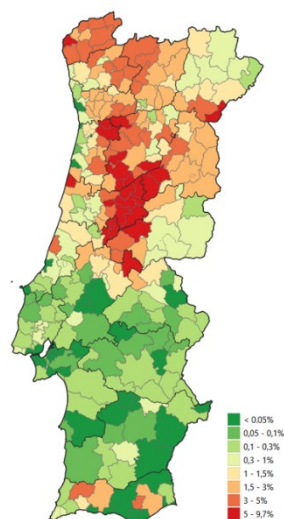 < 0.05%
0,05 - 0,1%
0,1 - 0,3%
0,3 - 1%
1 - 1,5%
1,5 - 3%
3 - 5%
5 - 9,7%